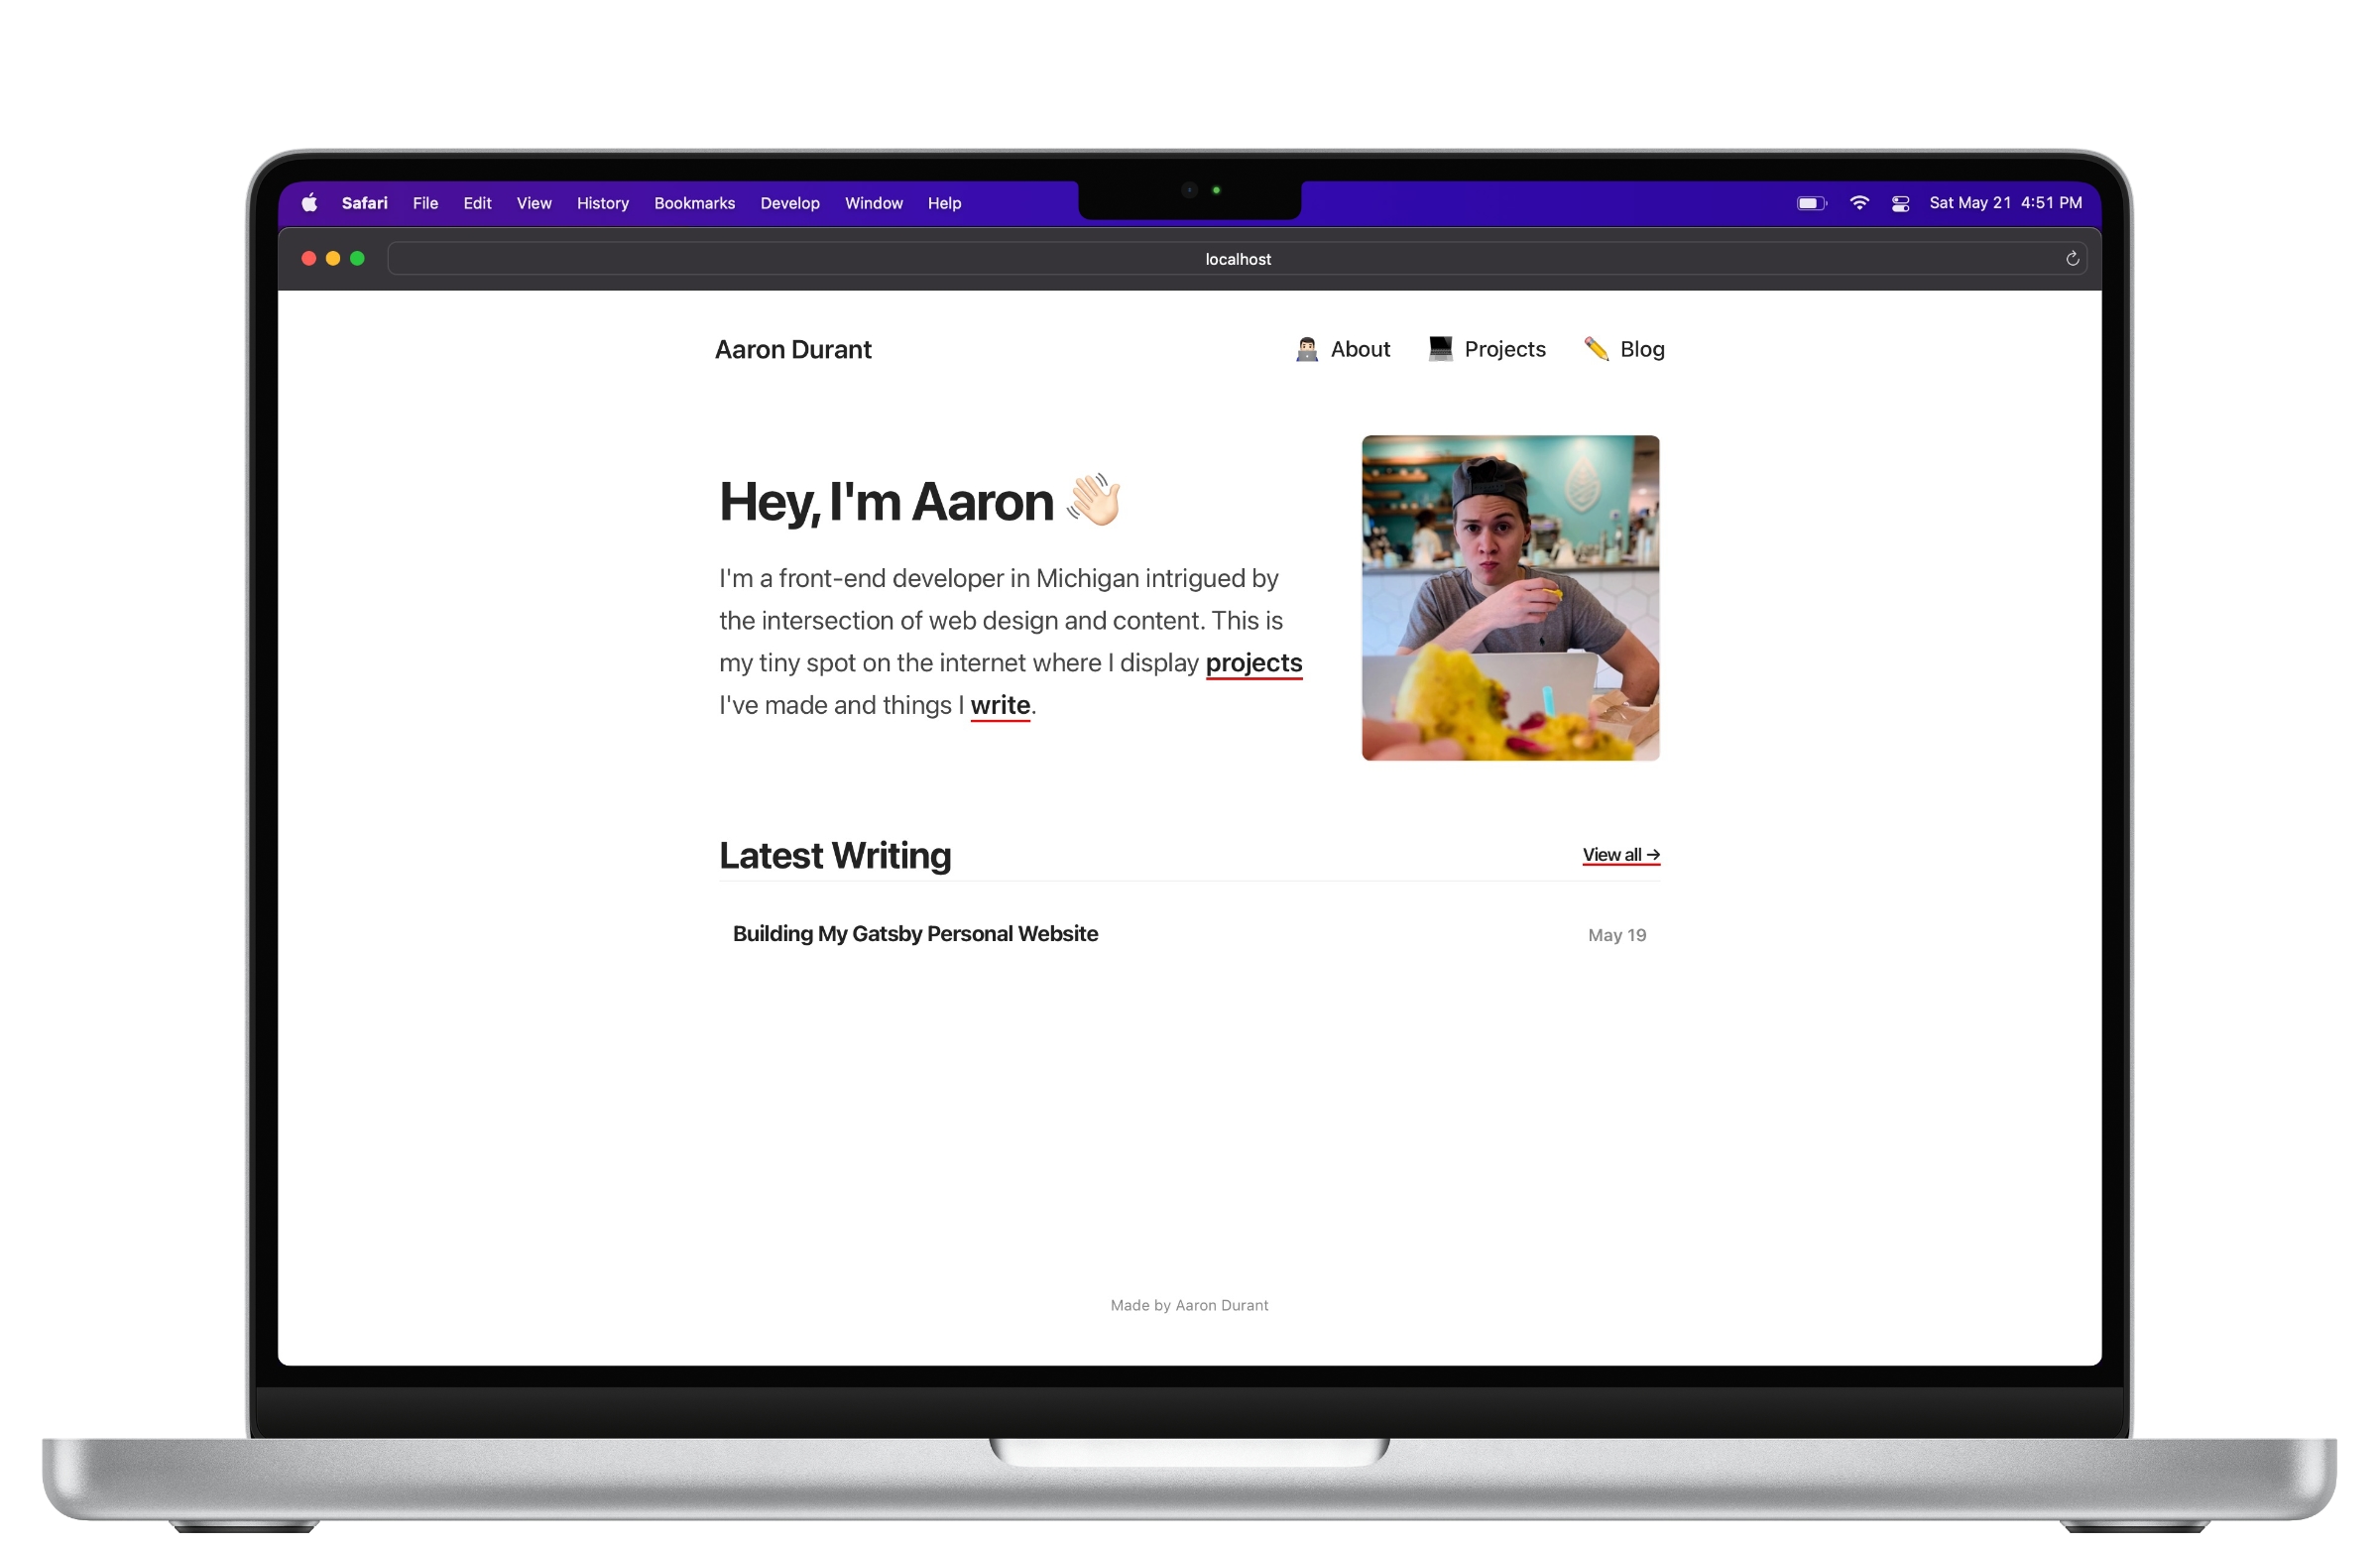 Safari File Edit View History Bookmarks Develop Window Help Sat May 21 4:51 PM
localhost
Aaron Durant 👨🏻‍💻 About 💻 Projects ✏️ Blog
Hey, I'm Aaron 👋🏻
I'm a front-end developer in Michigan intrigued by
the intersection of web design and content. This is
my tiny spot on the internet where I display projects
I've made and things I write.
Latest Writing View all →
Building My Gatsby Personal Website May 19
Made by Aaron Durant